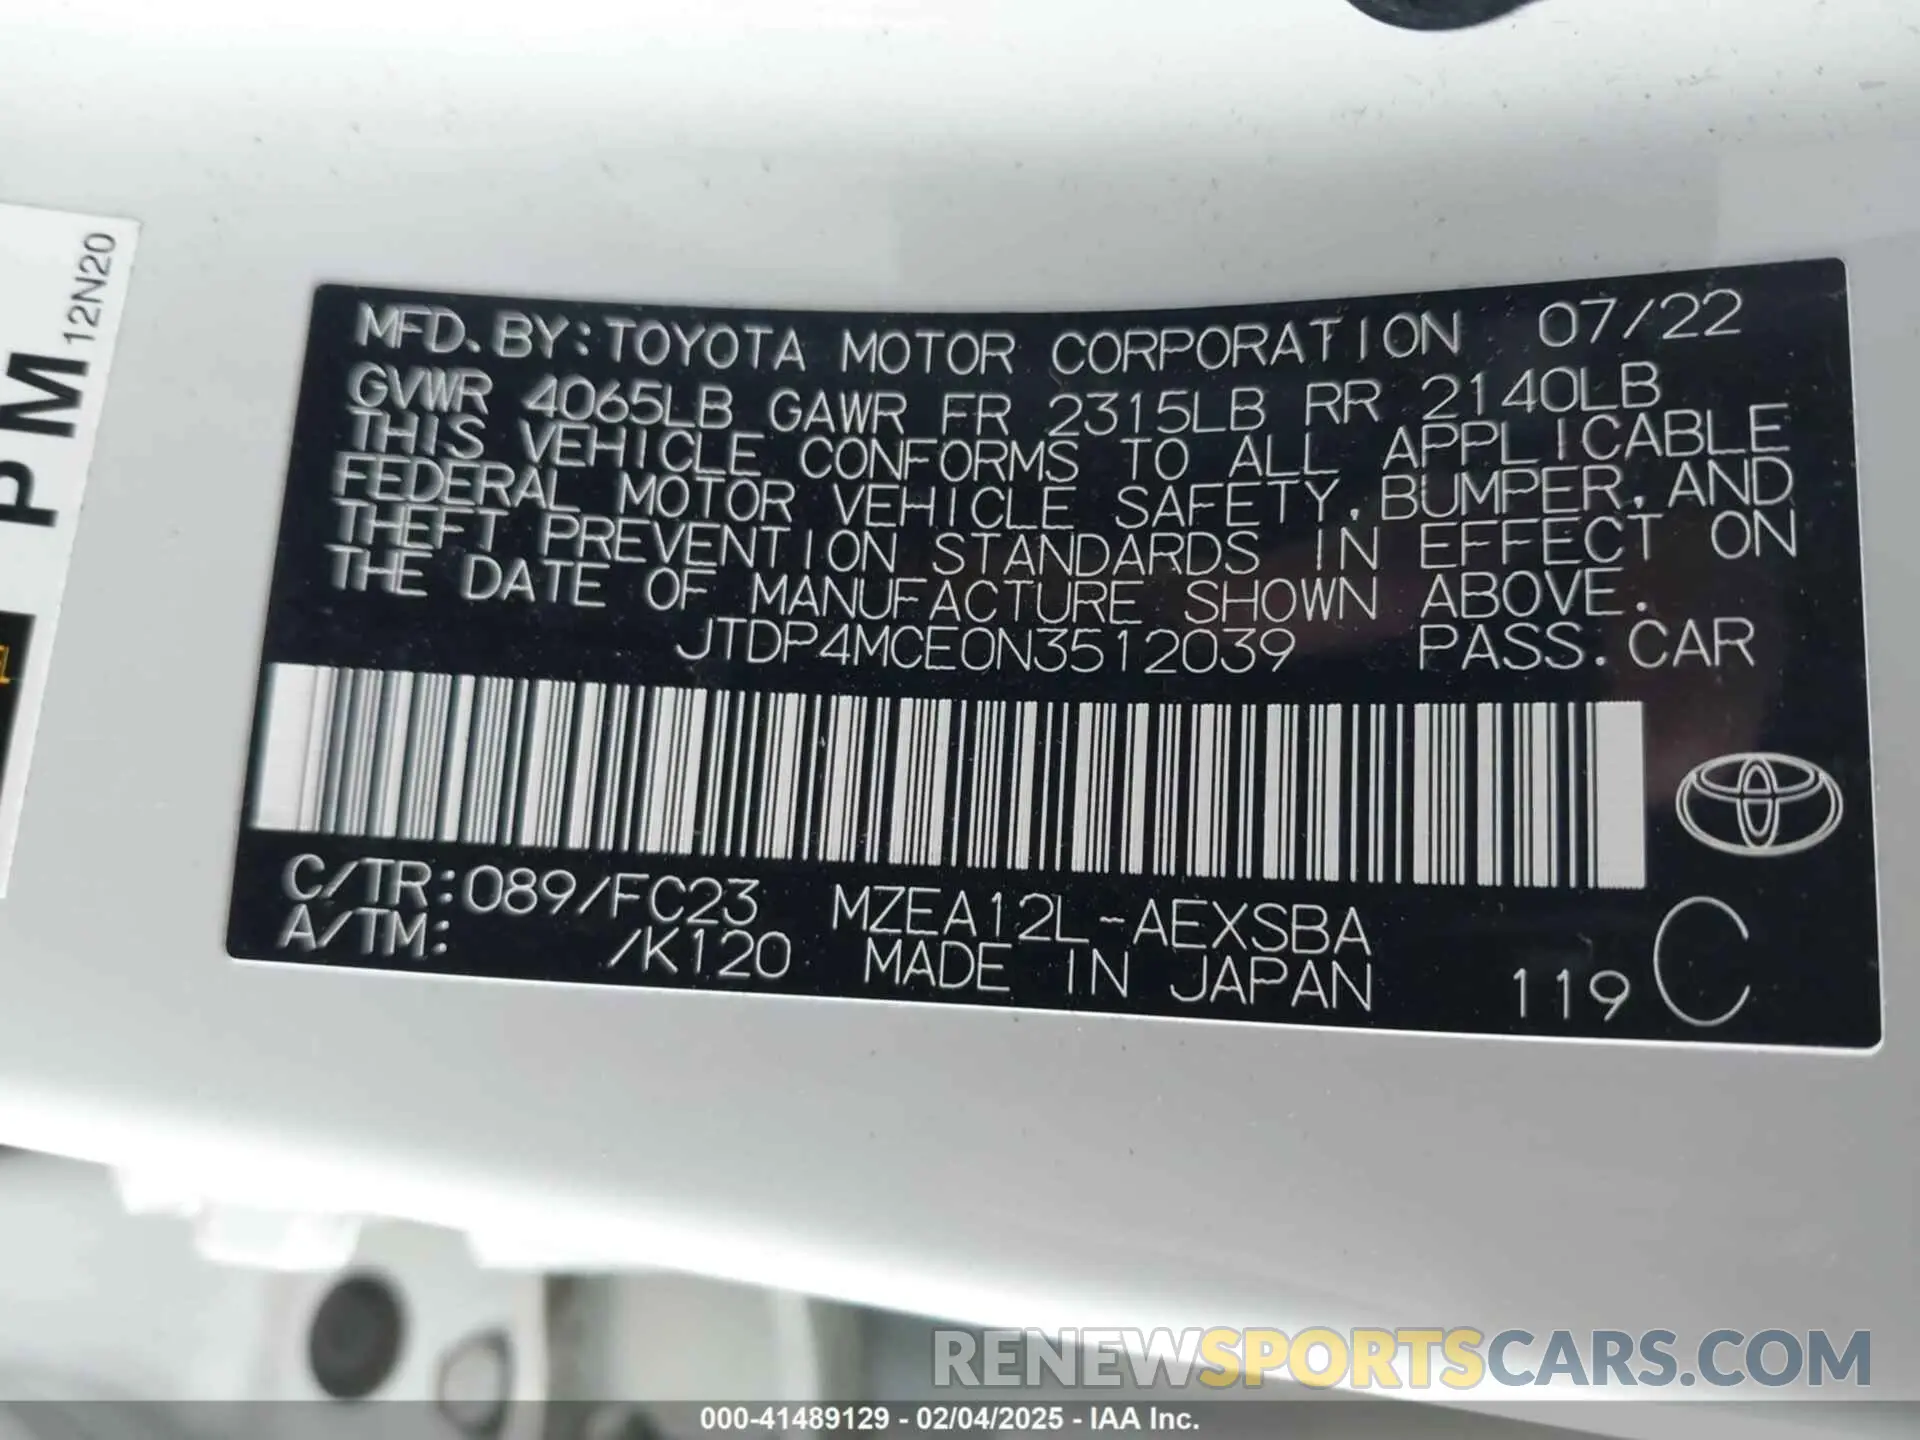 12N20
PM
MFD. BY: TOYOTA MOTOR CORPORATION 07/22
GVWR 4065LB GAWR FR 2315LB RR 2140LB
THIS VEHICLE CONFORMS TO ALL APPLICABLE
FEDERAL MOTOR VEHICLE SAFETY, BUMPER, AND
THEFT PREVENTION STANDARDS IN EFFECT ON
THE DATE OF MANUFACTURE SHOWN ABOVE.
JTDP4MCE0N3512039 PASS. CAR
C/TR: 089/FC23 MZEA12L-AEXSBA
A/TM: /K120 MADE IN JAPAN 119 C
RENEWSPORTSCARS.COM
000-41489129 - 02/04/2025 - IAA Inc.